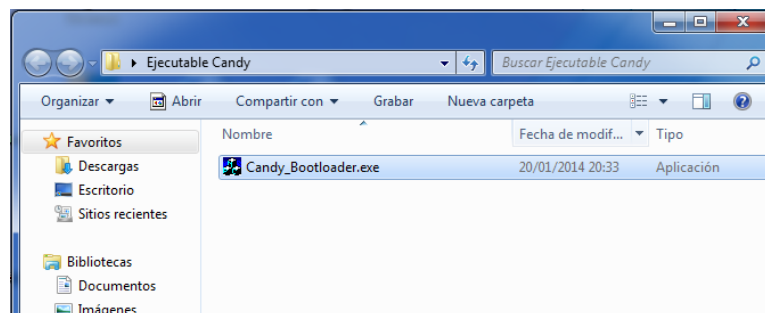 Ejecutable Candy
Buscar Ejecutable Candy
Organizar Abrir Compartir con Grabar Nueva carpeta
Favoritos
Descargas
Escritorio
Sitios recientes
Bibliotecas
Documentos
Imágenes
Nombre Fecha de modif... Tipo
Candy_Bootloader.exe 20/01/2014 20:33 Aplicación